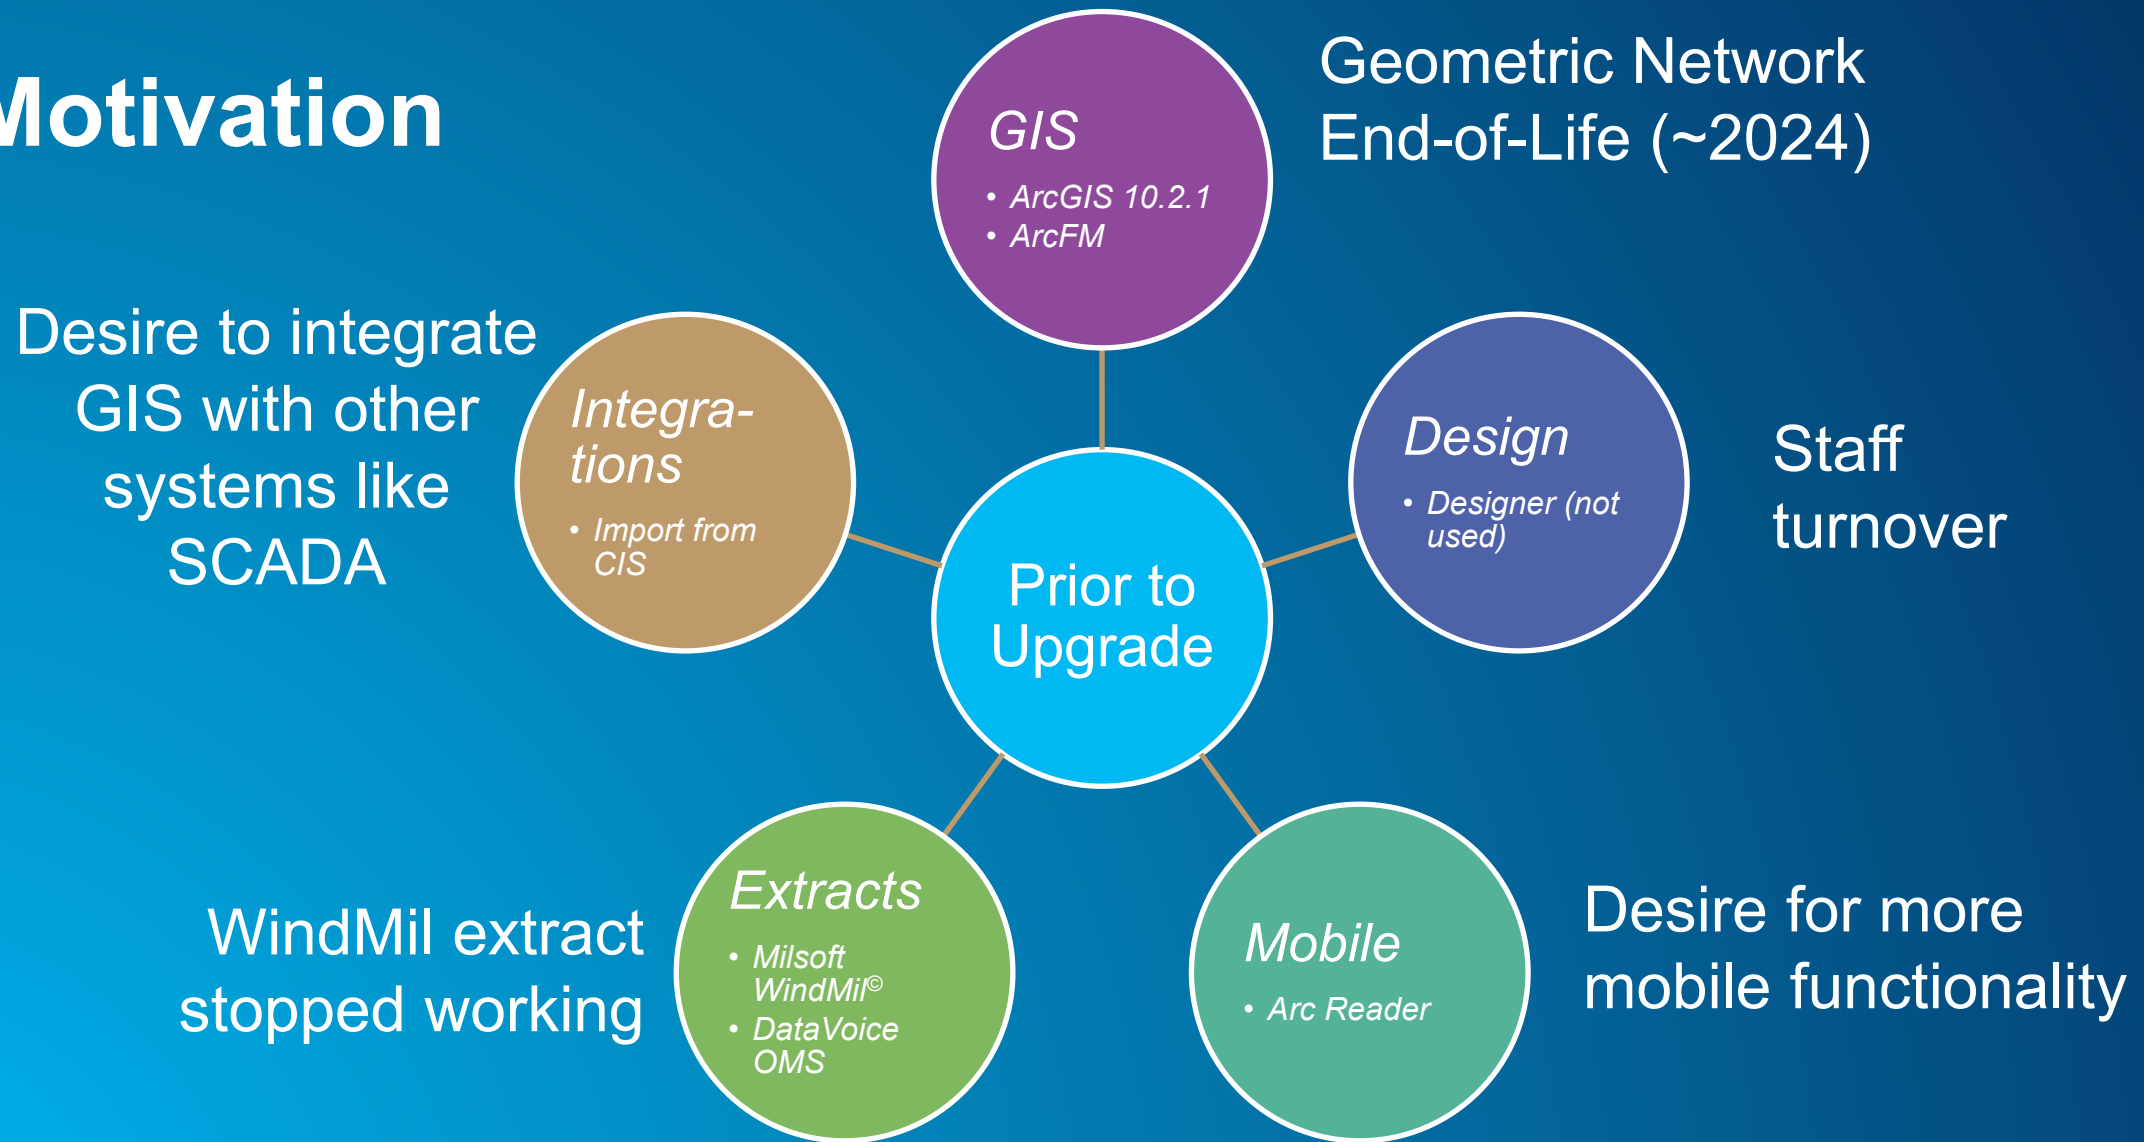 Motivation
GIS
• ArcGIS 10.2.1
• ArcFM
Geometric Network
End-of-Life (~2024)
Desire to integrate
GIS with other
systems like
SCADA
Integra-
tions
• Import from
CIS
Design
• Designer (not
used)
Staff
turnover
Prior to
Upgrade
WindMil extract
stopped working
Extracts
• Milsoft
WindMil©
• DataVoice
OMS
Mobile
• Arc Reader
Desire for more
mobile functionality